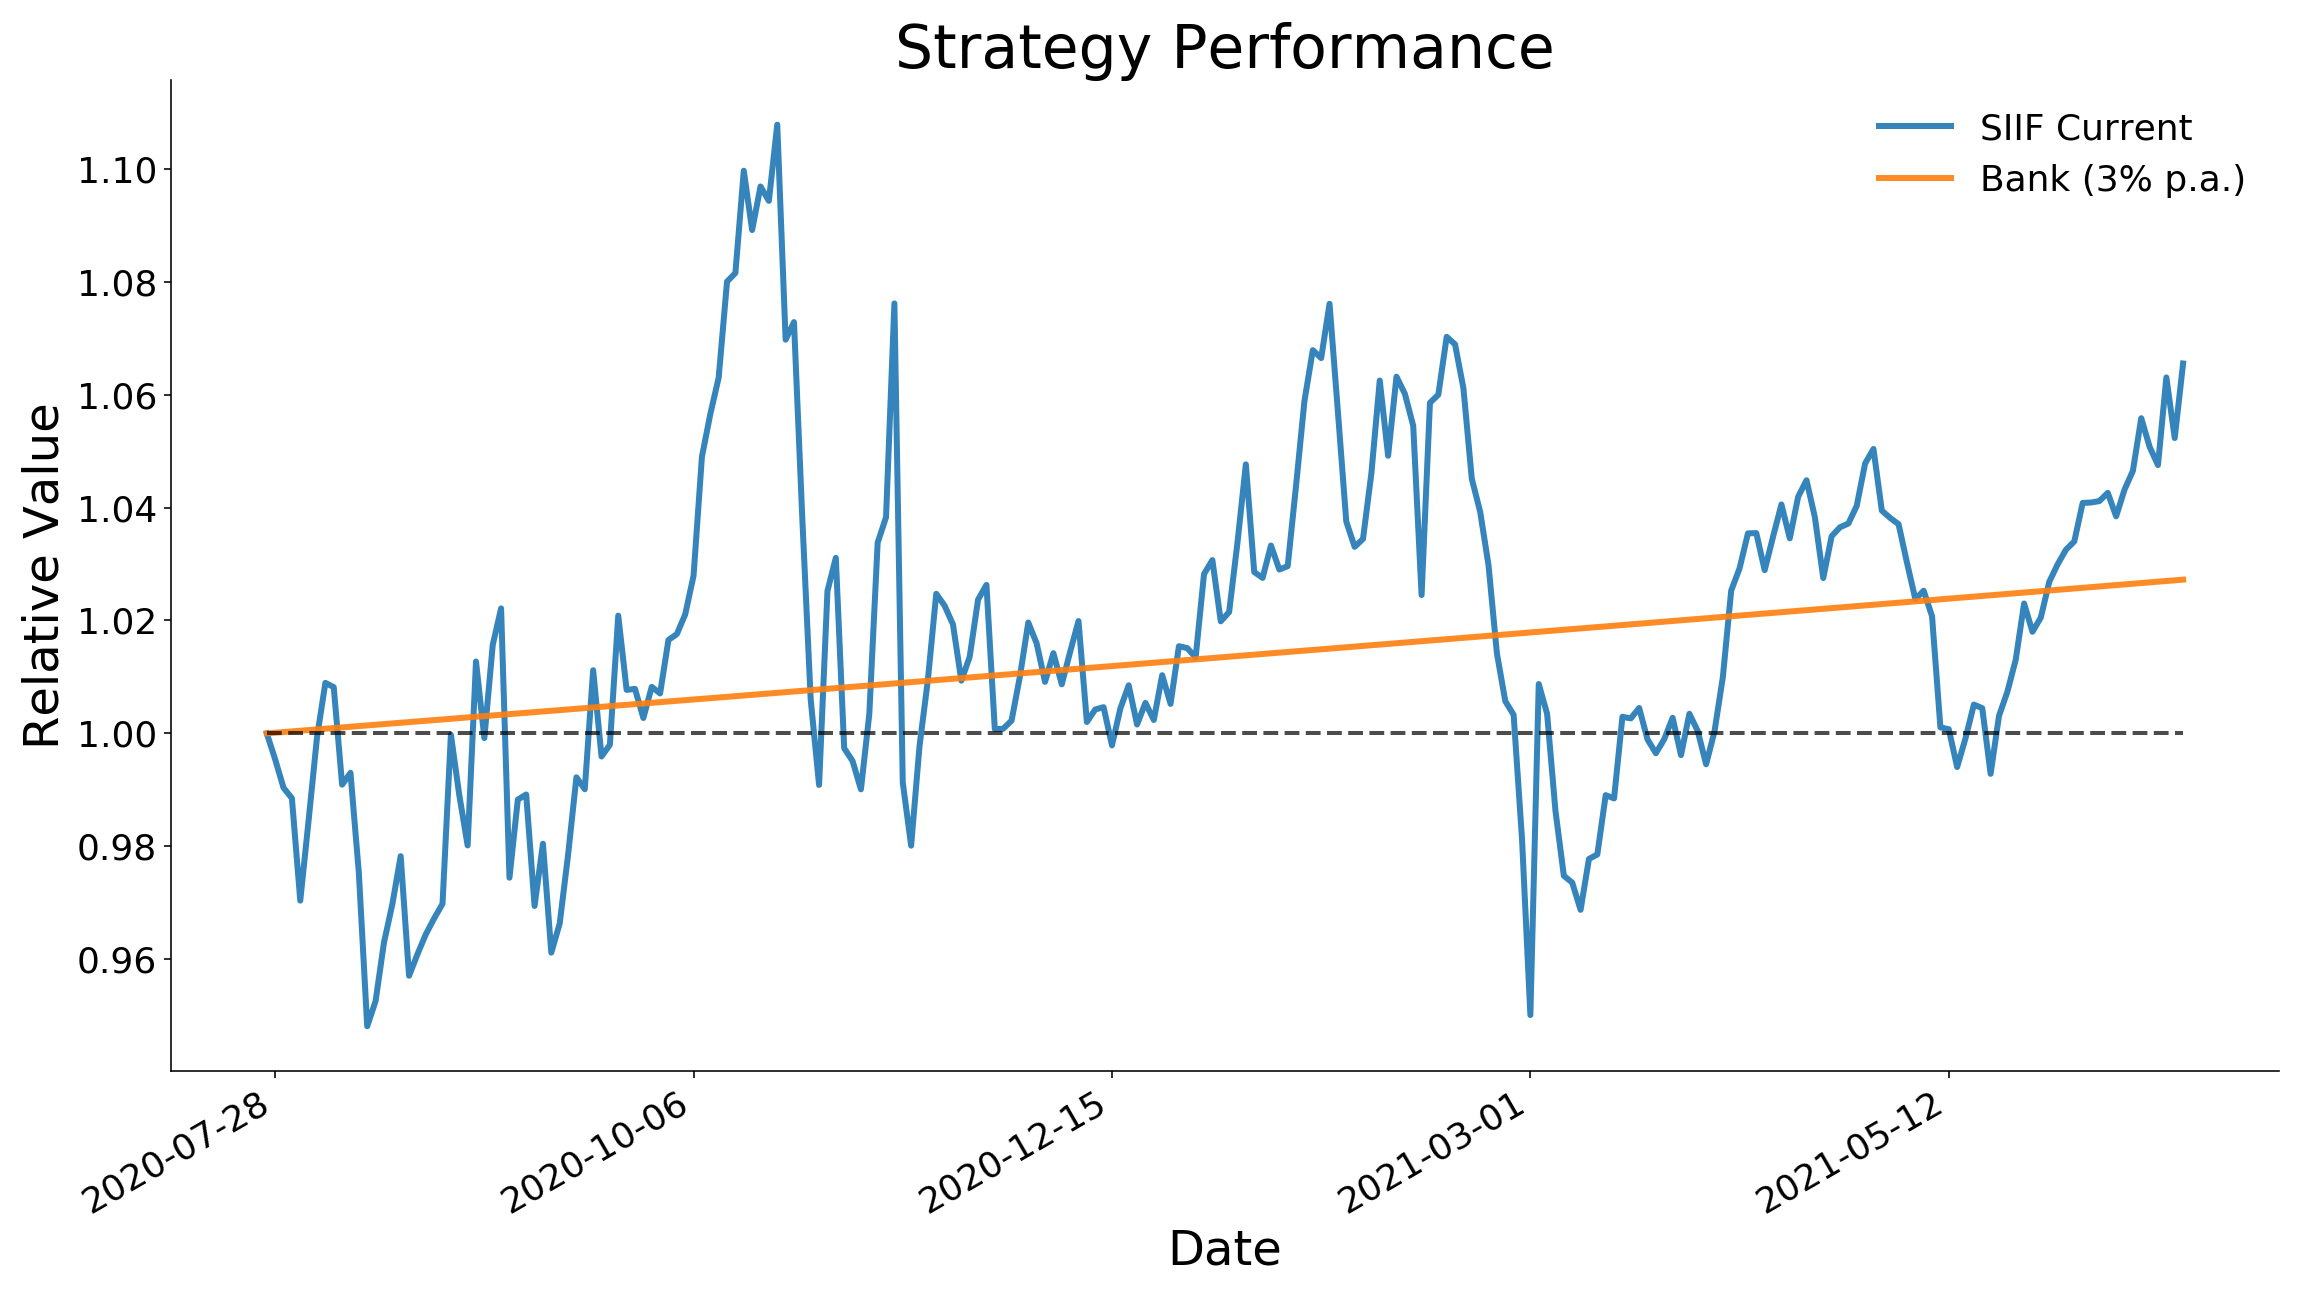 Strategy Performance
SIIF Current
Bank (3% p.a.)
Relative Value
1.10
1.08
1.06
1.04
1.02
1.00
0.98
0.96
2020-07-28
2020-10-06
2020-12-15
2021-03-01
2021-05-12
Date